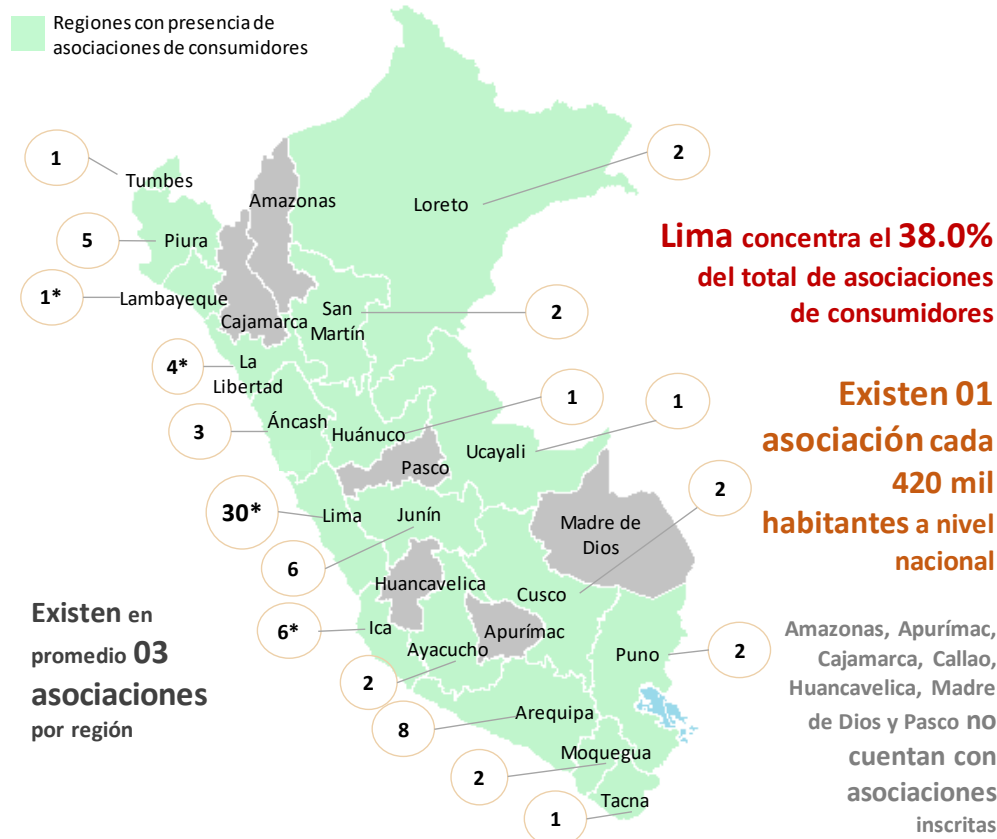 Regiones con presencia de
asociaciones de consumidores
1
Tumbes
2
Amazonas
Loreto
5
Piura
1*
Lambayeque
Cajamarca
San
Martín
2
4*
La
Libertad
3
Áncash
Huánuco
1
Ucayali
1
Pasco
30*
Lima
Junín
6
Madre de
Dios
2
Huancavelica
Cusco
6*
Ica
Apurímac
Ayacucho
2
Puno
2
8
Arequipa
Moquegua
2
Tacna
1
Lima concentra el 38.0%
del total de asociaciones
de consumidores
Existen 01
asociación cada
420 mil
habitantes a nivel
nacional
Existen en
promedio 03
asociaciones
por región
Amazonas, Apurímac,
Cajamarca, Callao,
Huancavelica, Madre
de Dios y Pasco no
cuentan con
asociaciones
inscritas